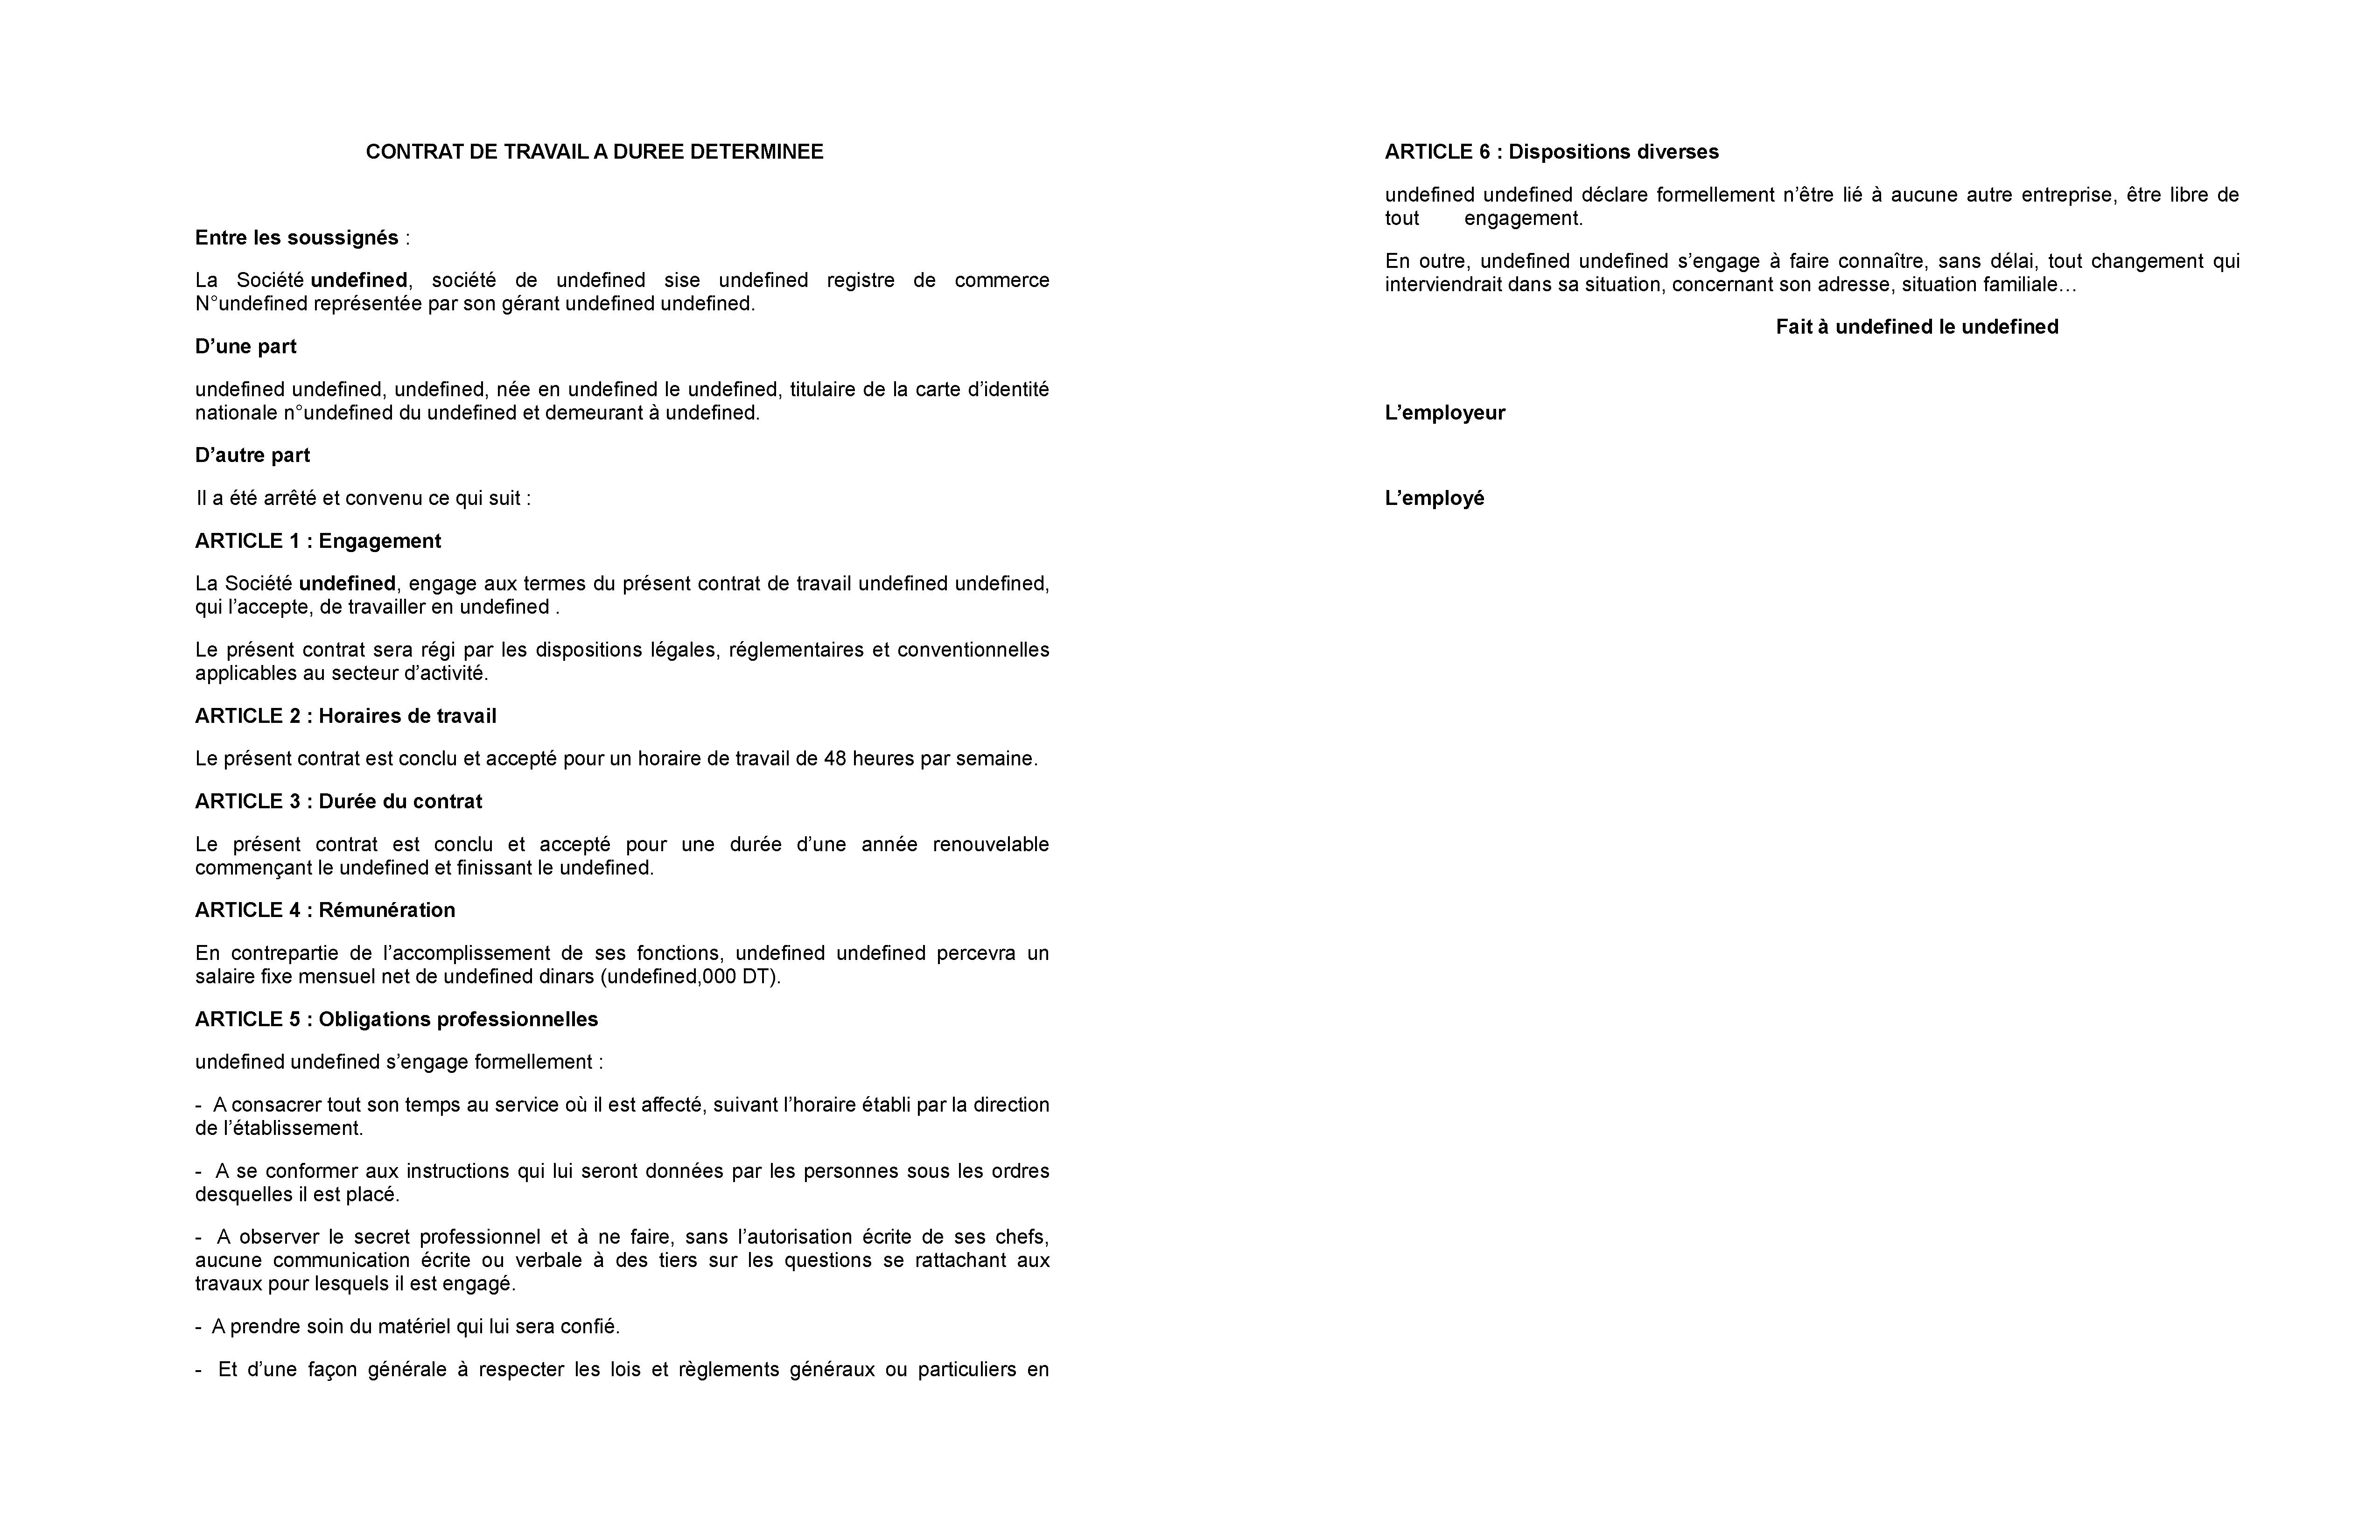 CONTRAT DE TRAVAIL A DUREE DETERMINEE
Entre les soussignés :
La Société undefined, société de undefined sise undefined registre de commerce
N°undefined représentée par son gérant undefined undefined.
D’une part
undefined undefined, undefined, née en undefined le undefined, titulaire de la carte d’identité
nationale n°undefined du undefined et demeurant à undefined.
D’autre part
Il a été arrêté et convenu ce qui suit :
ARTICLE 1 : Engagement
La Société undefined, engage aux termes du présent contrat de travail undefined undefined,
qui l’accepte, de travailler en undefined .
Le présent contrat sera régi par les dispositions légales, réglementaires et conventionnelles
applicables au secteur d’activité.
ARTICLE 2 : Horaires de travail
Le présent contrat est conclu et accepté pour un horaire de travail de 48 heures par semaine.
ARTICLE 3 : Durée du contrat
Le présent contrat est conclu et accepté pour une durée d’une année renouvelable
commençant le undefined et finissant le undefined.
ARTICLE 4 : Rémunération
En contrepartie de l’accomplissement de ses fonctions, undefined undefined percevra un
salaire fixe mensuel net de undefined dinars (undefined,000 DT).
ARTICLE 5 : Obligations professionnelles
undefined undefined s’engage formellement :
- A consacrer tout son temps au service où il est affecté, suivant l’horaire établi par la direction
de l’établissement.
- A se conformer aux instructions qui lui seront données par les personnes sous les ordres
desquelles il est placé.
- A observer le secret professionnel et à ne faire, sans l’autorisation écrite de ses chefs,
aucune communication écrite ou verbale à des tiers sur les questions se rattachant aux
travaux pour lesquels il est engagé.
- A prendre soin du matériel qui lui sera confié.
- Et d’une façon générale à respecter les lois et règlements généraux ou particuliers en
ARTICLE 6 : Dispositions diverses
undefined undefined déclare formellement n’être lié à aucune autre entreprise, être libre de
tout engagement.
En outre, undefined undefined s’engage à faire connaître, sans délai, tout changement qui
interviendrait dans sa situation, concernant son adresse, situation familiale…
Fait à undefined le undefined
L’employeur
L’employé